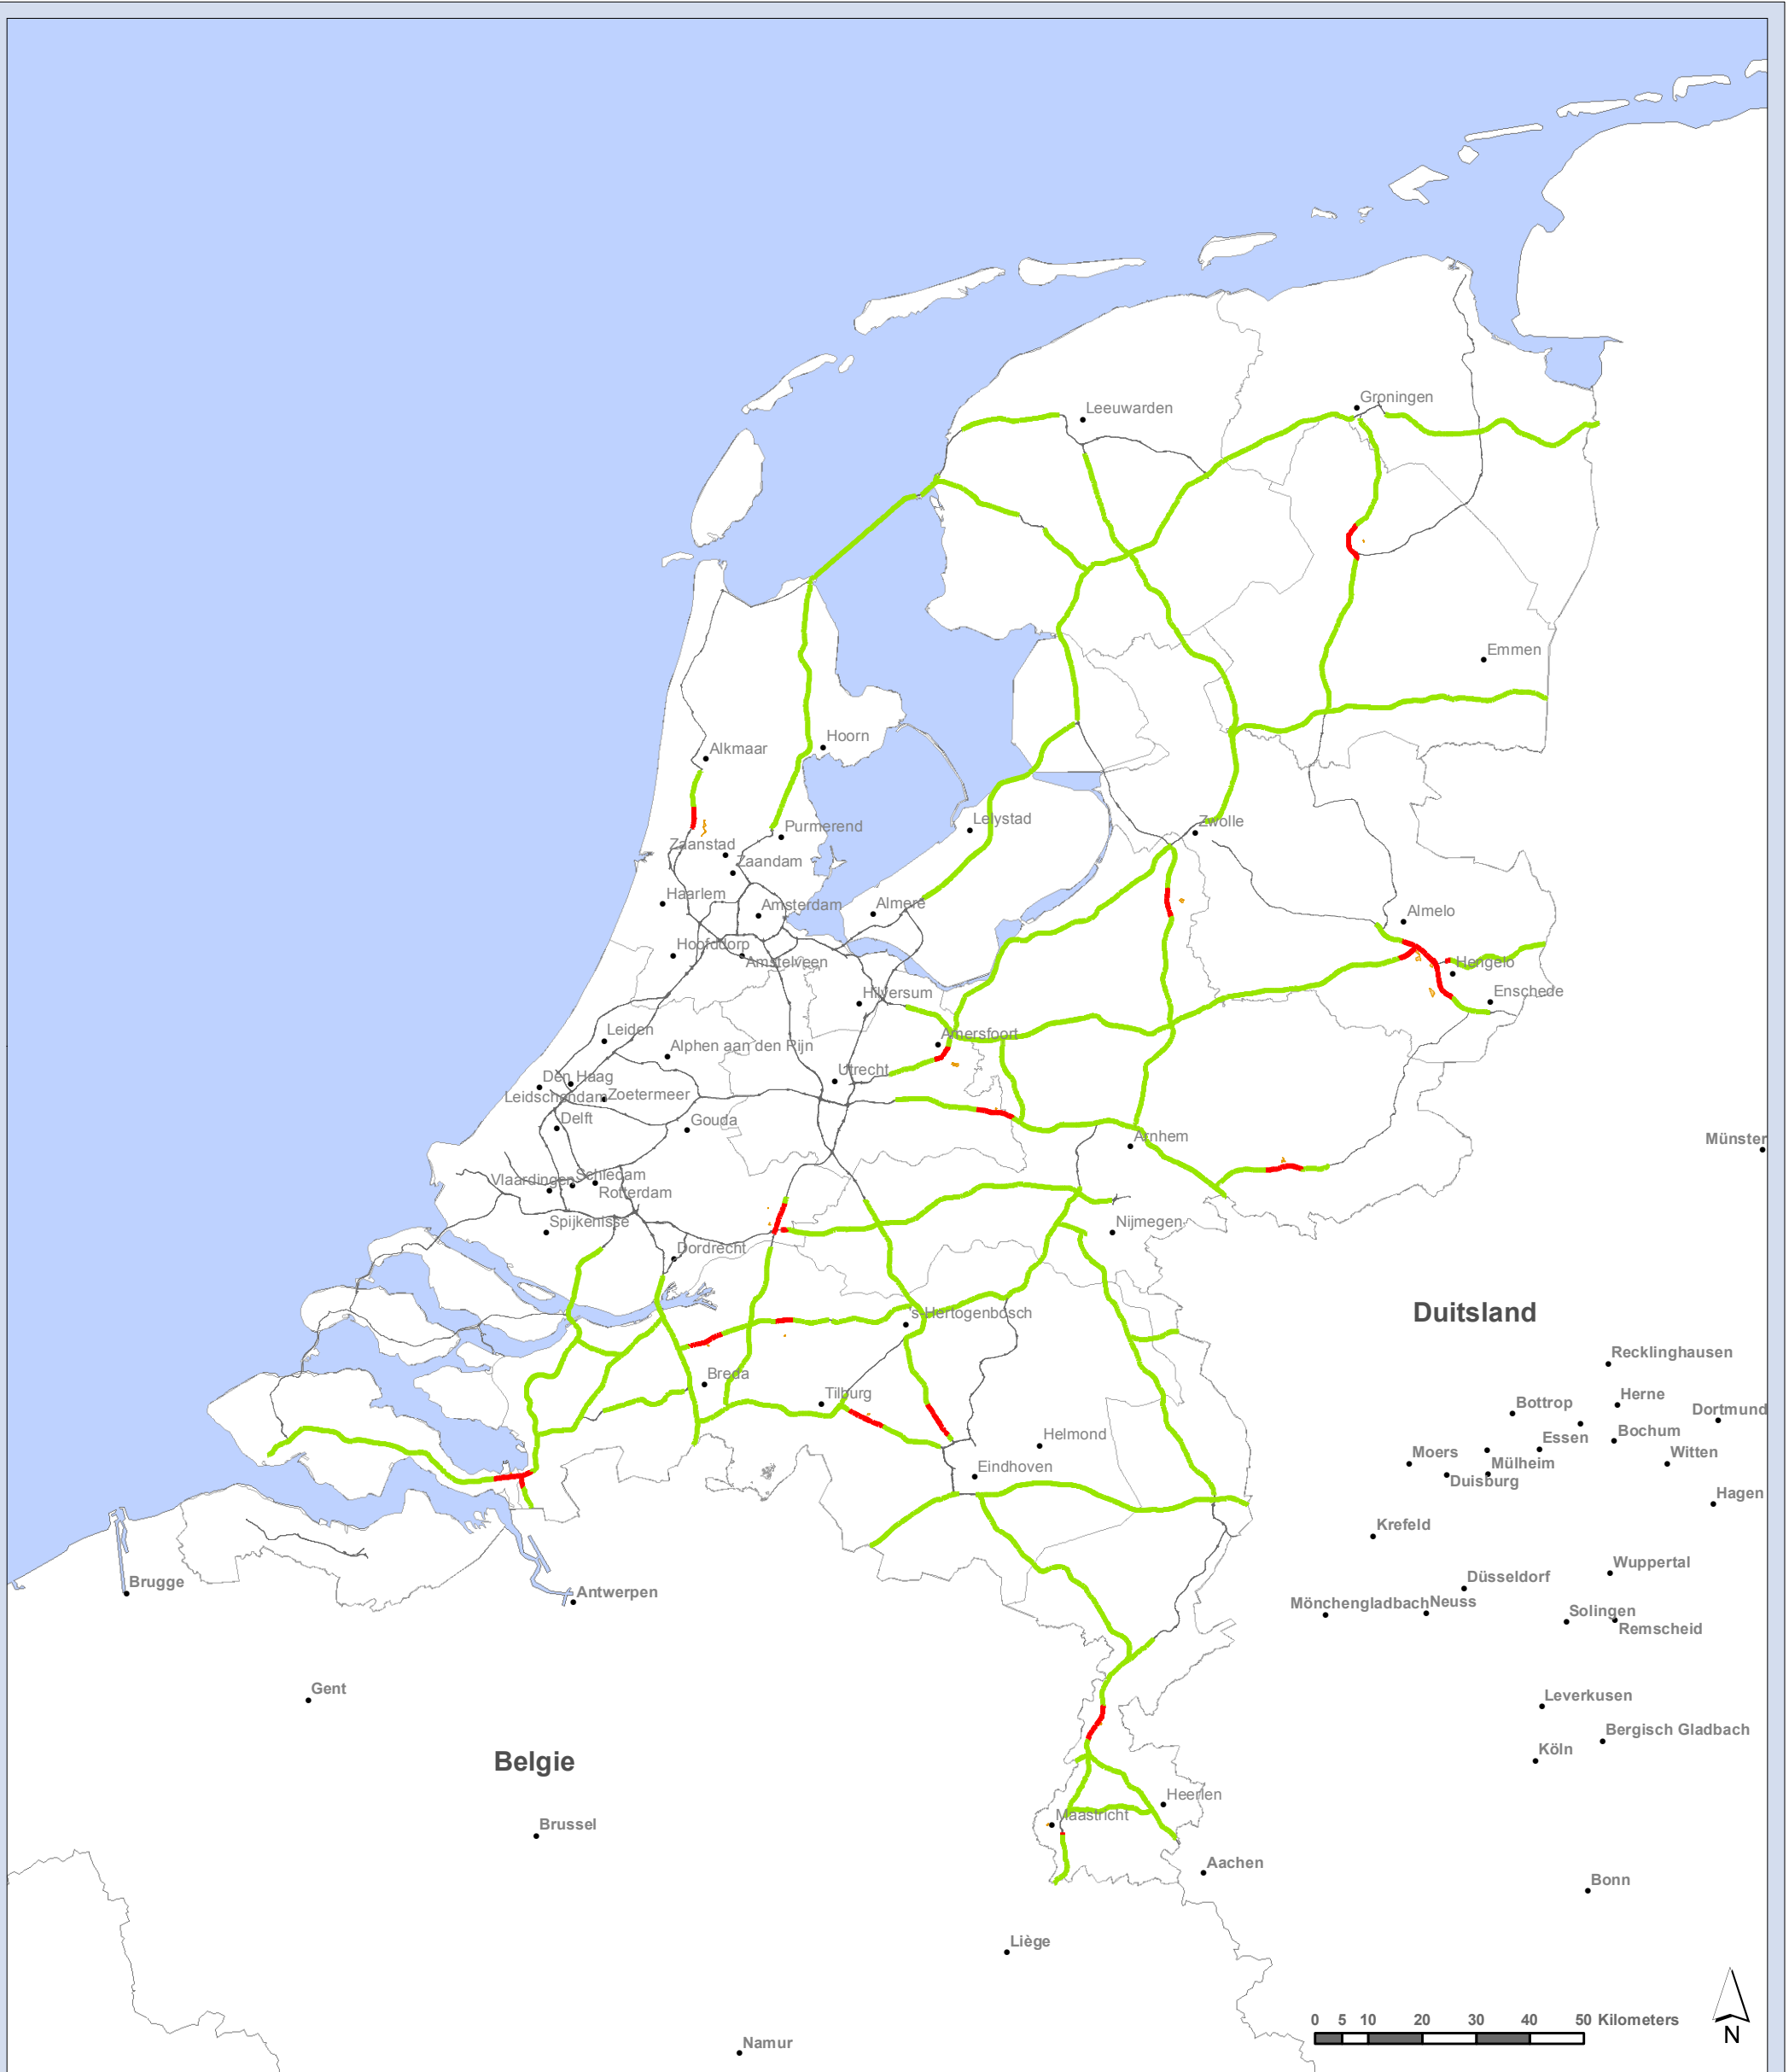 Leeuwarden
Groningen
Emmen
Hoorn
Alkmaar
Lelystad
Purmerend
Zwolle
Zaanstad
Zaandam
Haarlem
Amsterdam
Almere
Almelo
Hoofddorp
Amstelveen
Hengelo
Enschede
Hilversum
Leiden
Amersfoort
Alphen aan den Rijn
Utrecht
Den Haag
Leidschendam
Zoetermeer
Delft
Gouda
Arnhem
Münster
Vlaardingen
Schiedam
Rotterdam
Spijkenisse
Nijmegen
Dordrecht
's-Hertogenbosch
Duitsland
Recklinghausen
Breda
Tilburg
Bottrop
Herne
Dortmund
Helmond
Essen
Bochum
Moers
Mülheim
Witten
Eindhoven
Duisburg
Hagen
Krefeld
Wuppertal
Brugge
Antwerpen
Düsseldorf
Mönchengladbach
Neuss
Solingen
Remscheid
Gent
Leverkusen
Bergisch Gladbach
Belgie
Köln
Heerlen
Maastricht
Brussel
Aachen
Bonn
Liège
0 5 10 20 30 40 50 Kilometers
N
Namur